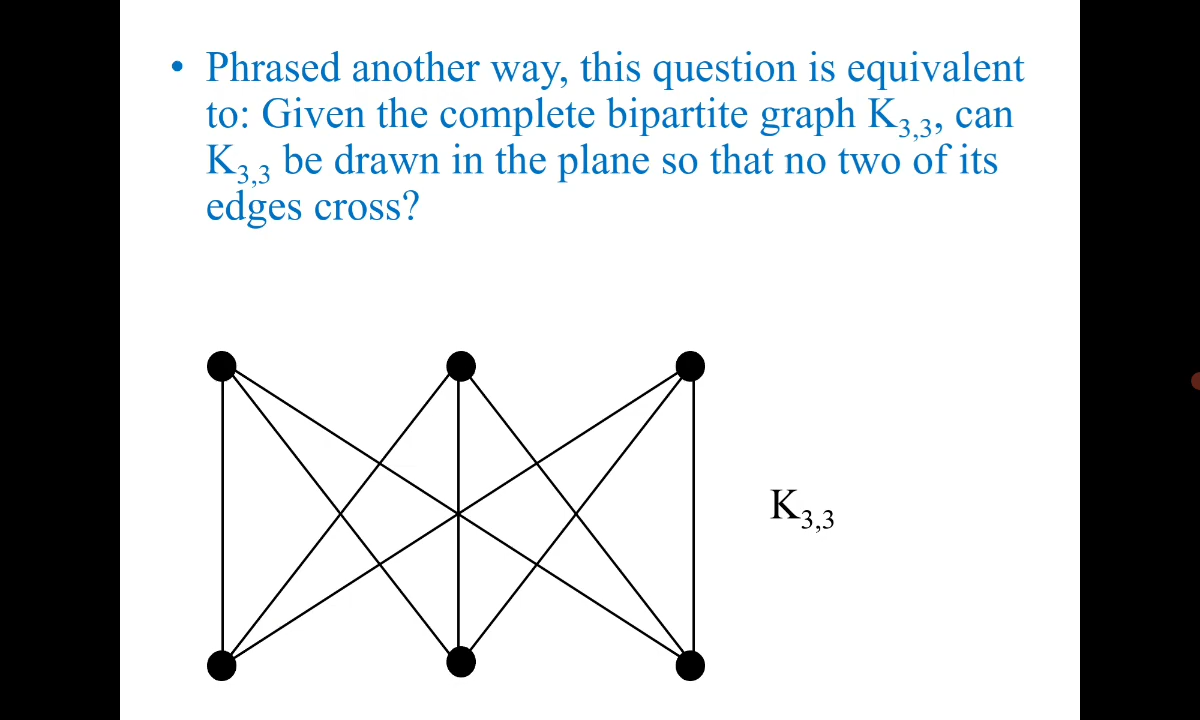 • Phrased another way, this question is equivalent
to: Given the complete bipartite graph K₃,₃, can
K₃,₃ be drawn in the plane so that no two of its
edges cross?
K₃,₃